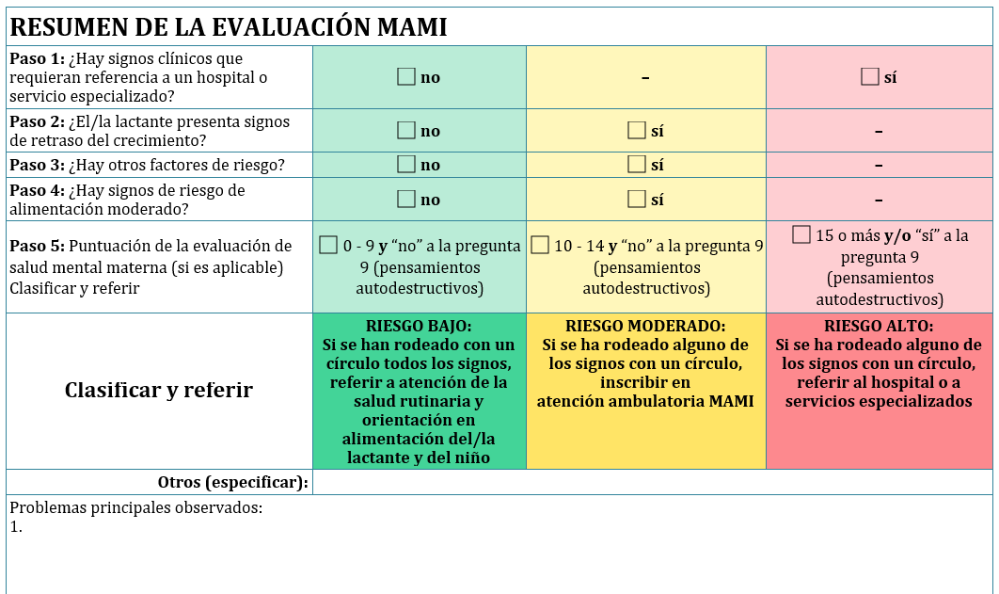 RESUMEN DE LA EVALUACIÓN MAMI
Paso 1: ¿Hay signos clínicos que
requieran referencia a un hospital o
servicio especializado?
no
–
sí
Paso 2: ¿El/la lactante presenta signos
de retraso del crecimiento?
no
sí
–
Paso 3: ¿Hay otros factores de riesgo?
no
sí
–
Paso 4: ¿Hay signos de riesgo de
alimentación moderado?
no
sí
–
Paso 5: Puntuación de la evaluación de
salud mental materna (si es aplicable)
Clasificar y referir
0 - 9 y “no” a la pregunta
9 (pensamientos
autodestructivos)
10 - 14 y “no” a la pregunta 9
(pensamientos
autodestructivos)
15 o más y/o “sí” a la
pregunta 9
(pensamientos
autodestructivos)
Clasificar y referir
RIESGO BAJO:
Si se han rodeado con un
círculo todos los signos,
referir a atención de la
salud rutinaria y
orientación en
alimentación del/la
lactante y del niño
RIESGO MODERADO:
Si se ha rodeado alguno de
los signos con un círculo,
inscribir en
atención ambulatoria MAMI
RIESGO ALTO:
Si se ha rodeado alguno de
los signos con un círculo,
referir al hospital o a
servicios especializados
Otros (especificar):
Problemas principales observados:
1.